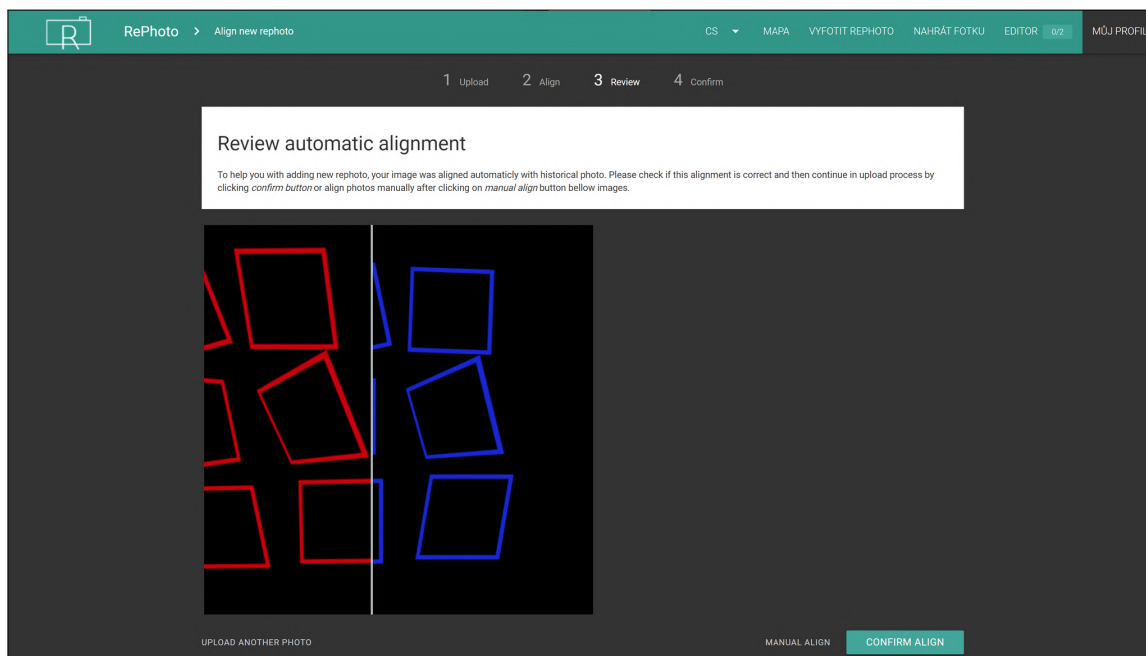 R RePhoto > Align new rephoto CS MAPA VYFOTIT REPHOTO NAHRÁT FOTKU EDITOR 0/2 MŮJ PROFIL
1 Upload 2 Align 3 Review 4 Confirm
Review automatic alignment
To help you with adding new rephoto, your image was aligned automaticly with historical photo. Please check if this alignment is correct and then continue in upload process by
clicking confirm button or align photos manually after clicking on manual align button bellow images.
UPLOAD ANOTHER PHOTO MANUAL ALIGN CONFIRM ALIGN